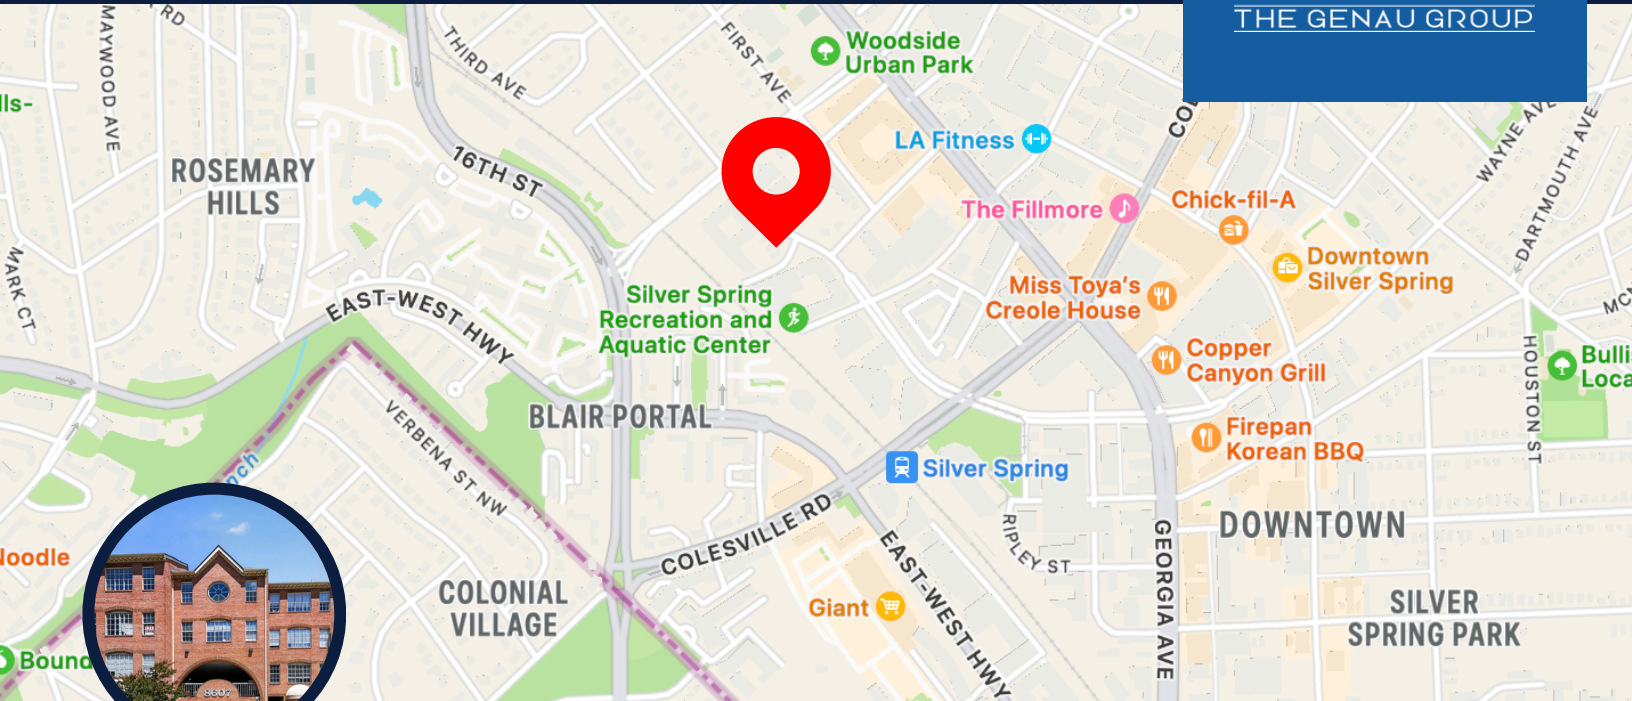 THE GENAU GROUP
RD
MAYWOOD AVE
THIRD AVE
FIRST AVE
Woodside
Urban Park
lls-
LA Fitness
WAYNE AVE
DARTMOUTH AVE
16TH ST
ROSEMARY
HILLS
The Fillmore
Chick-fil-A
Downtown
Silver Spring
MARK CT
EAST-WEST HWY
Silver Spring
Recreation and
Aquatic Center
Miss Toya's
Creole House
Copper
Canyon Grill
HOUSTON ST
BLAIR PORTAL
VERBENA ST NW
Firepan
Korean BBQ
Silver Spring
COLESVILLE RD
RIPLEY ST
GEORGIA AVE
DOWNTOWN
EAST-WEST HWY
COLONIAL
VILLAGE
Giant
SILVER
SPRING PARK
8607